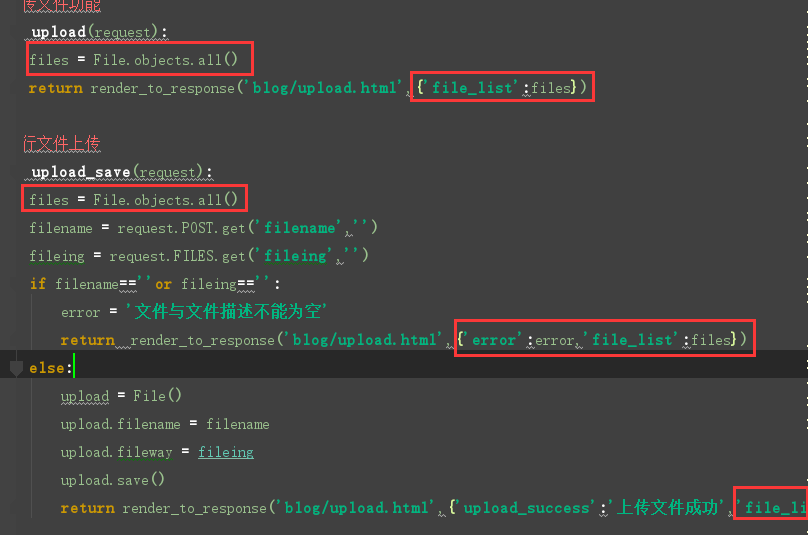 传文件功能
upload(request):
files = File.objects.all()
return render_to_response('blog/upload.html',{'file_list':files})
行文件上传
upload_save(request):
files = File.objects.all()
filename = request.POST.get('filename','')
fileing = request.FILES.get('fileing','')
if filename==''or fileing=='':
error = '文件与文件描述不能为空'
return render_to_response('blog/upload.html',{'error':error,'file_list':files})
else:
upload = File()
upload.filename = filename
upload.fileway = fileing
upload.save()
return render_to_response('blog/upload.html',{'upload_success':'上传文件成功','file_li